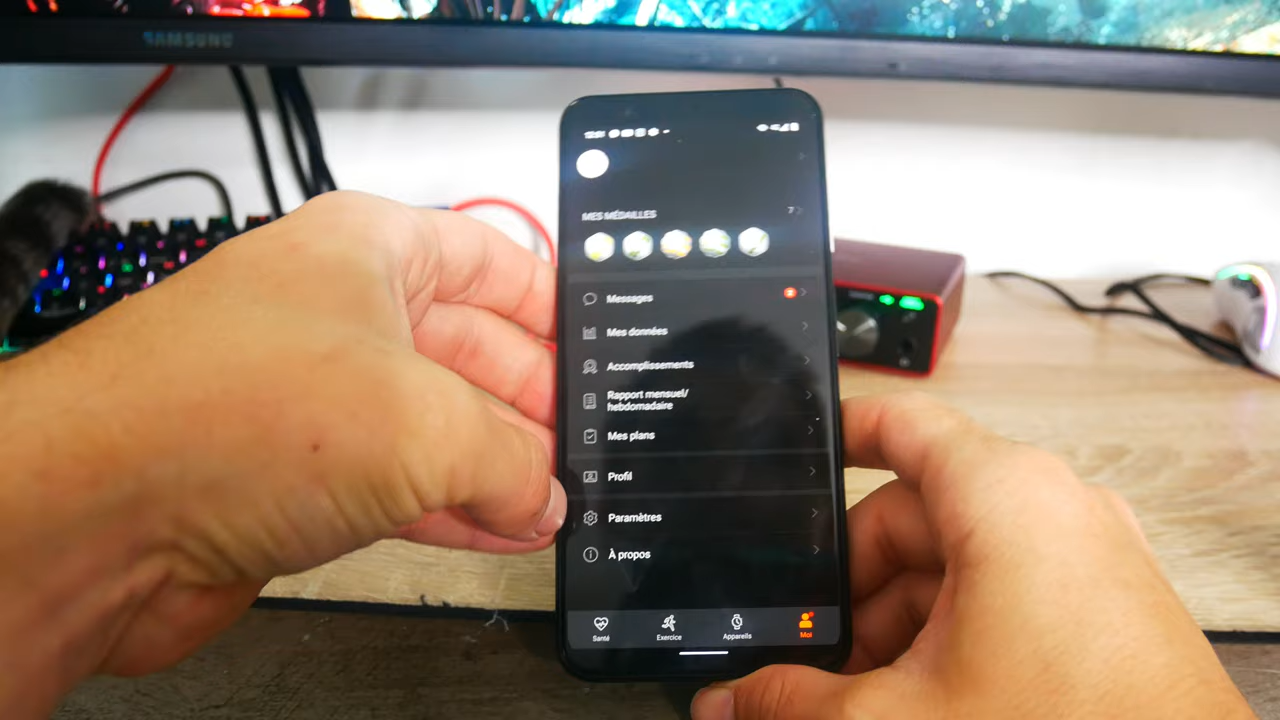 SAMSUNG
MES MÉDAILLES
7
Messages
Mes données
Accomplissements
Rapport mensuel/
hebdomadaire
Mes plans
Profil
Paramètres
À propos
Santé
Exercice
Appareils
Moi